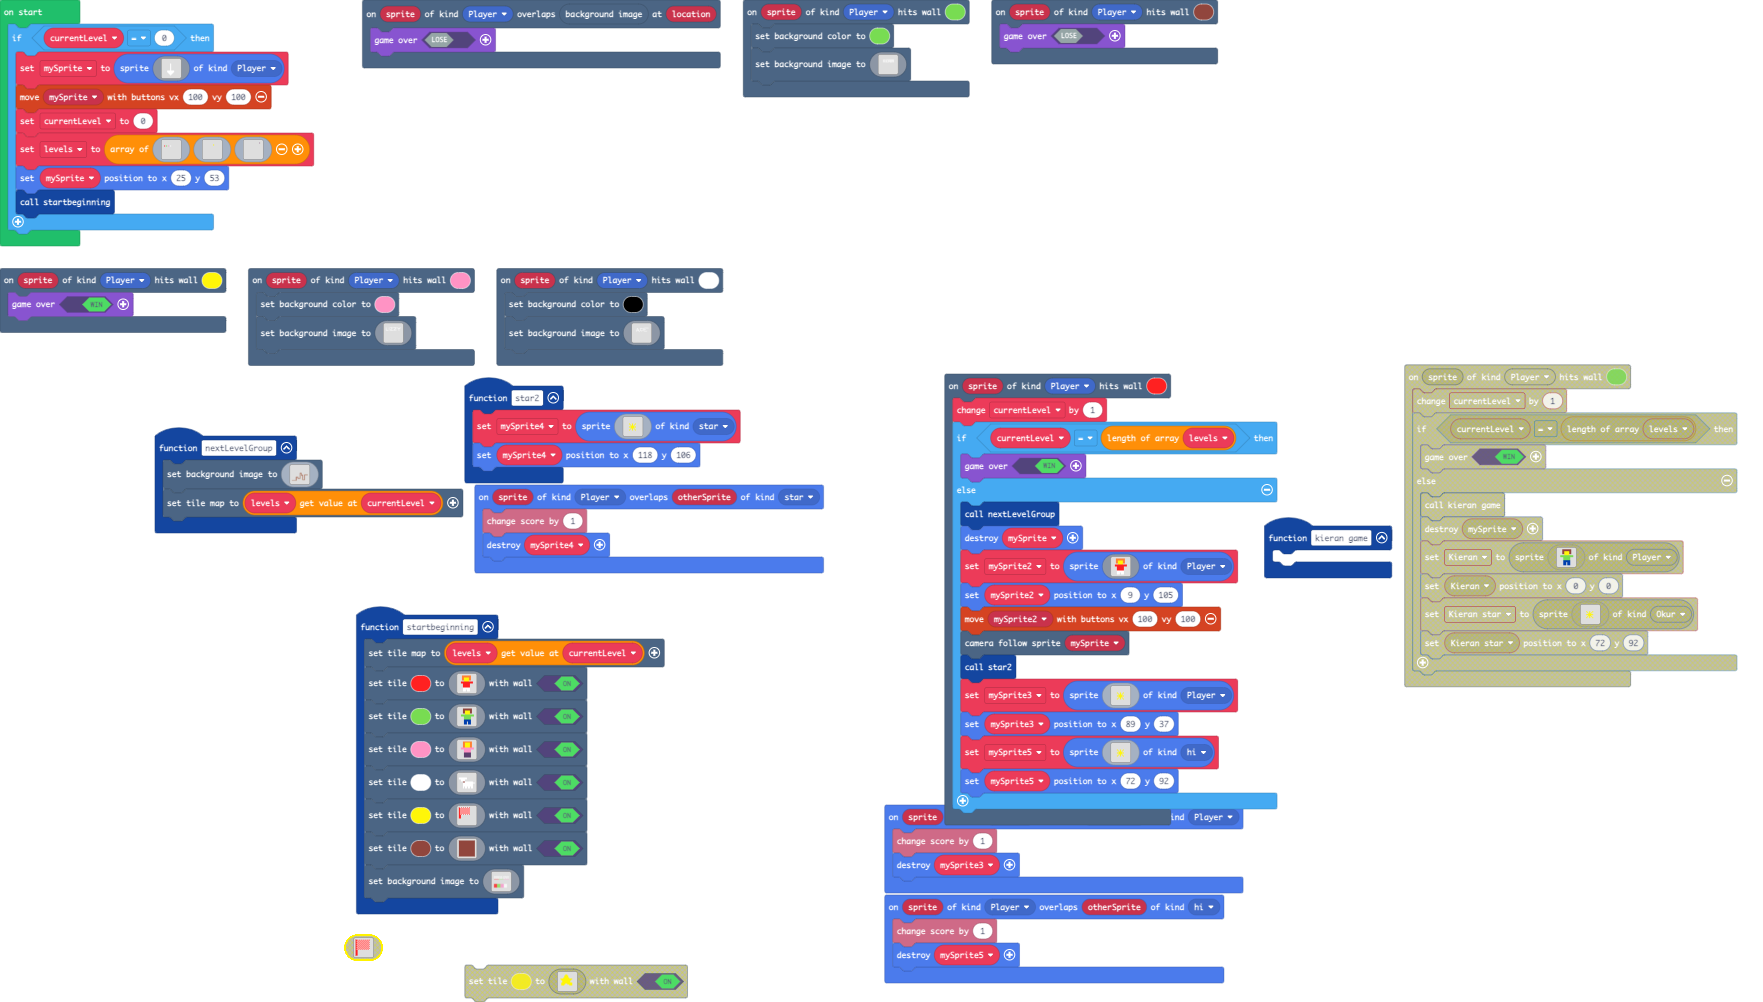 on start
if currentLevel = 0 then
set mySprite to sprite of kind Player
move mySprite with buttons vx 100 vy 100
set currentLevel to 0
set levels to array of
set mySprite position to x 25 y 53
call startbeginning
on sprite of kind Player overlaps background image at location
game over LOSE
on sprite of kind Player hits wall
set background color to
set background image to
on sprite of kind Player hits wall
game over LOSE
on sprite of kind Player hits wall
game over WIN
on sprite of kind Player hits wall
set background color to
set background image to
on sprite of kind Player hits wall
set background color to
set background image to
function nextLevelGroup
set background image to
set tile map to levels get value at currentLevel
function star2
set mySprite4 to sprite of kind star
set mySprite4 position to x 118 y 106
on sprite of kind Player overlaps otherSprite of kind star
change score by 1
destroy mySprite4
function startbeginning
set tile map to levels get value at currentLevel
set tile to with wall ON
set tile to with wall ON
set tile to with wall ON
set tile to with wall ON
set tile to with wall ON
set tile to with wall ON
set background image to
set tile to with wall ON
on sprite of kind Player hits wall
change currentLevel by 1
if currentLevel = length of array levels then
game over WIN
else
call nextLevelGroup
destroy mySprite
set mySprite2 to sprite of kind Player
set mySprite2 position to x 9 y 105
move mySprite2 with buttons vx 100 vy 100
camera follow sprite mySprite
call star2
set mySprite3 to sprite of kind Player
set mySprite3 position to x 89 y 37
set mySprite5 to sprite of kind hi
set mySprite5 position to x 72 y 92
on sprite ind Player
change score by 1
destroy mySprite3
on sprite of kind Player overlaps otherSprite of kind hi
change score by 1
destroy mySprite5
function kieran game
on sprite of kind Player hits wall
change currentLevel by 1
if currentLevel = length of array levels then
game over WIN
else
call kieran game
destroy mySprite
set Kieran to sprite of kind Player
set Kieran position to x 0 y 0
set Kieran star to sprite of kind Okur
set Kieran star position to x 72 y 92